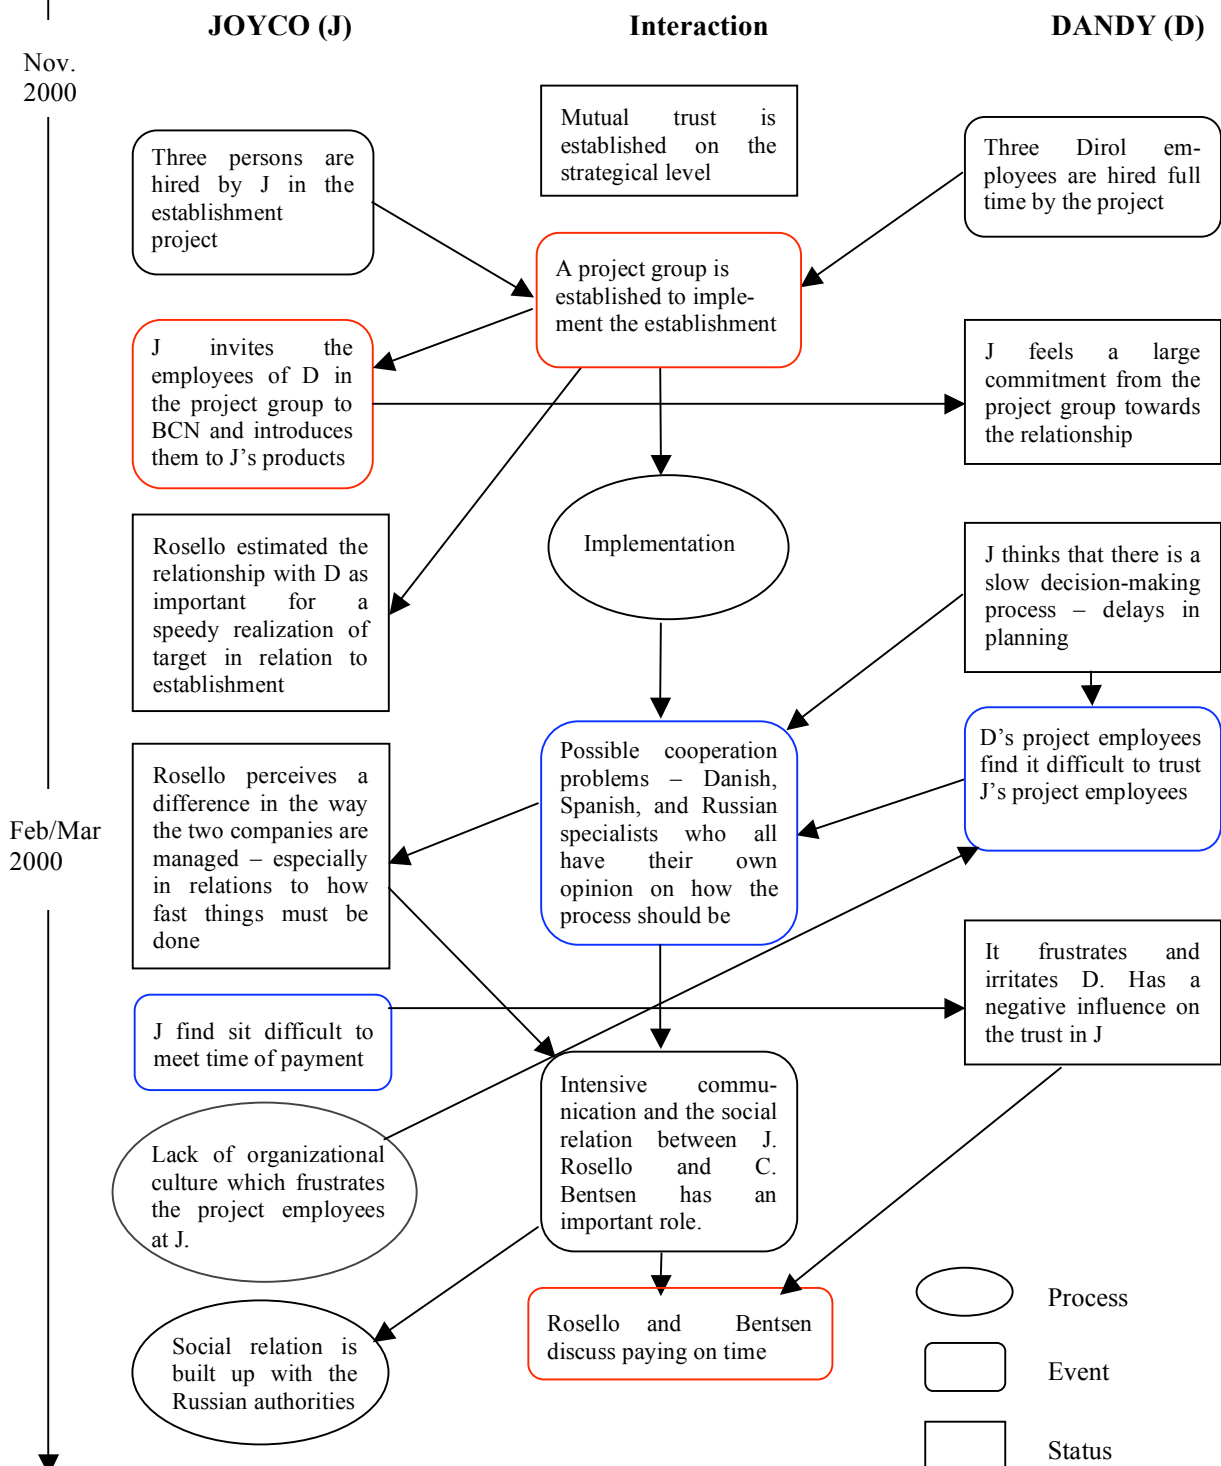 JOYCO (J)
Interaction
DANDY (D)
Nov.
2000
Mutual trust is
established on the
strategical level
Three persons are
hired by J in the
establishment
project
Three Dirol em-
ployees are hired full
time by the project
A project group is
established to imple-
ment the establishment
J invites the
employees of D in
the project group to
BCN and introduces
them to J’s products
J feels a large
commitment from the
project group towards
the relationship
Implementation
Rosello estimated the
relationship with D as
important for a
speedy realization of
target in relation to
establishment
J thinks that there is a
slow decision-making
process – delays in
planning
Feb/Mar
2000
Rosello perceives a
difference in the way
the two companies are
managed – especially
in relations to how
fast things must be
done
Possible cooperation
problems – Danish,
Spanish, and Russian
specialists who all
have their own
opinion on how the
process should be
D’s project employees
find it difficult to trust
J’s project employees
J find sit difficult to
meet time of payment
It frustrates and
irritates D. Has a
negative influence on
the trust in J
Lack of organizational
culture which frustrates
the project employees
at J.
Intensive commu-
nication and the social
relation between J.
Rosello and C.
Bentsen has an
important role.
Social relation is
built up with the
Russian authorities
Rosello and Bentsen
discuss paying on time
Process
Event
Status